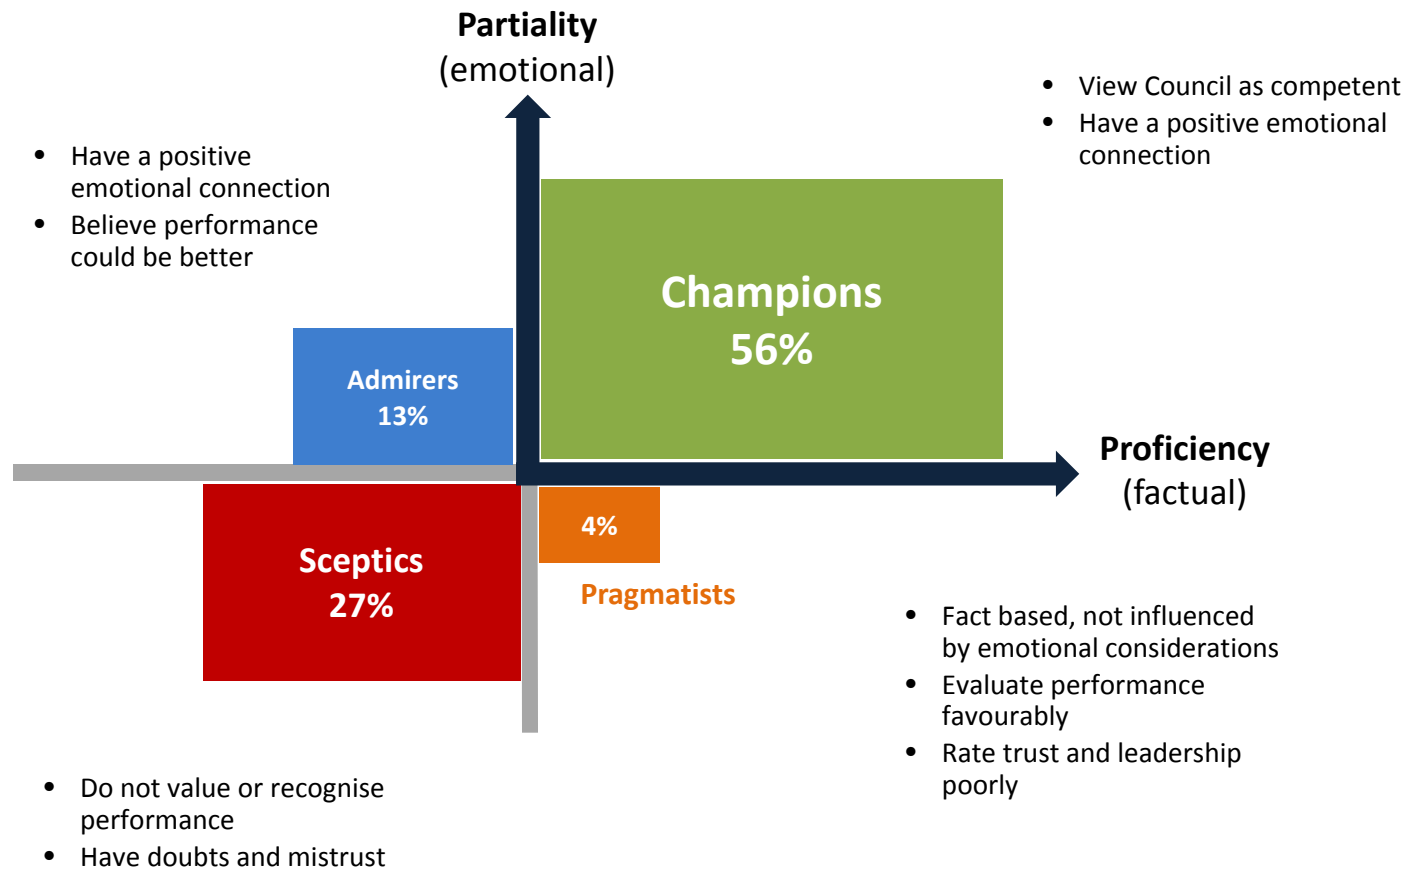 Partiality
(emotional)
• View Council as competent
• Have a positive emotional
connection
• Have a positive
emotional connection
• Believe performance
could be better
Champions
56%
Admirers
13%
Proficiency
(factual)
Sceptics
27%
4%
Pragmatists
• Fact based, not influenced
by emotional considerations
• Evaluate performance
favourably
• Rate trust and leadership
poorly
• Do not value or recognise
performance
• Have doubts and mistrust